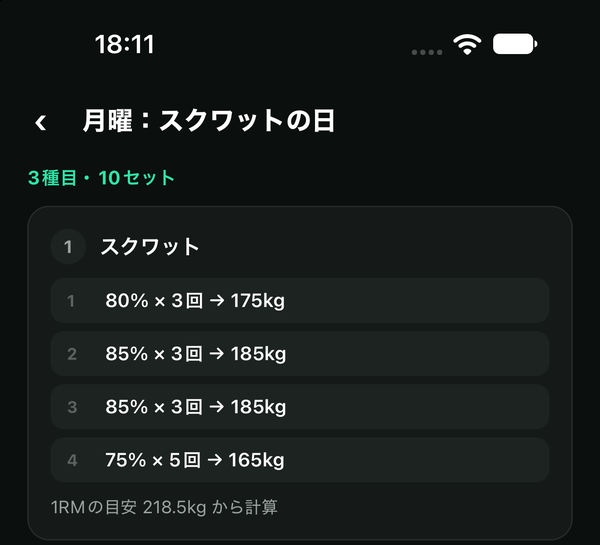 18:11
月曜：スクワットの日
3種目・10セット
1 スクワット
1 80% × 3回 → 175kg
2 85% × 3回 → 185kg
3 85% × 3回 → 185kg
4 75% × 5回 → 165kg
1RMの目安 218.5kg から計算